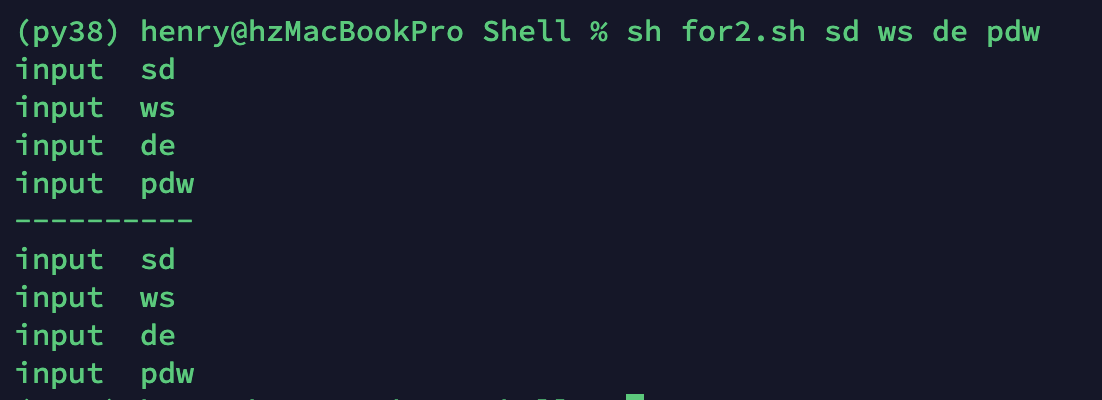 (py38) henry@hzMacBookPro Shell % sh for2.sh sd ws de pdw
input  sd
input  ws
input  de
input  pdw
----------
input  sd
input  ws
input  de
input  pdw